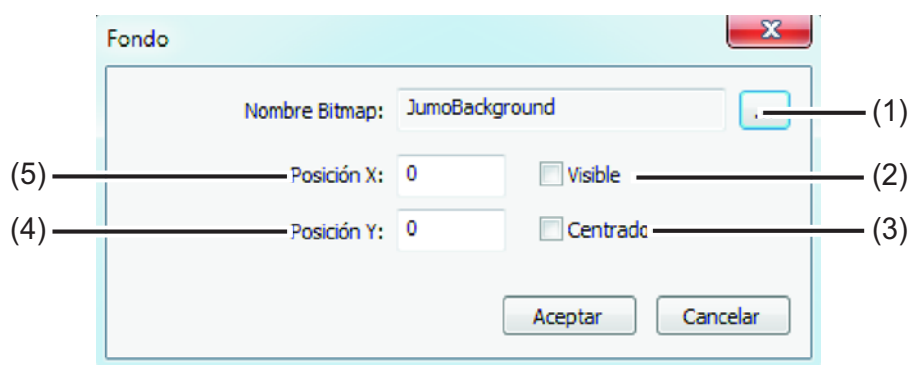 Fondo
Nombre Bitmap: JumoBackground (1)
(5) Posición X: 0 Visible (2)
(4) Posición Y: 0 Centrado (3)
Aceptar Cancelar